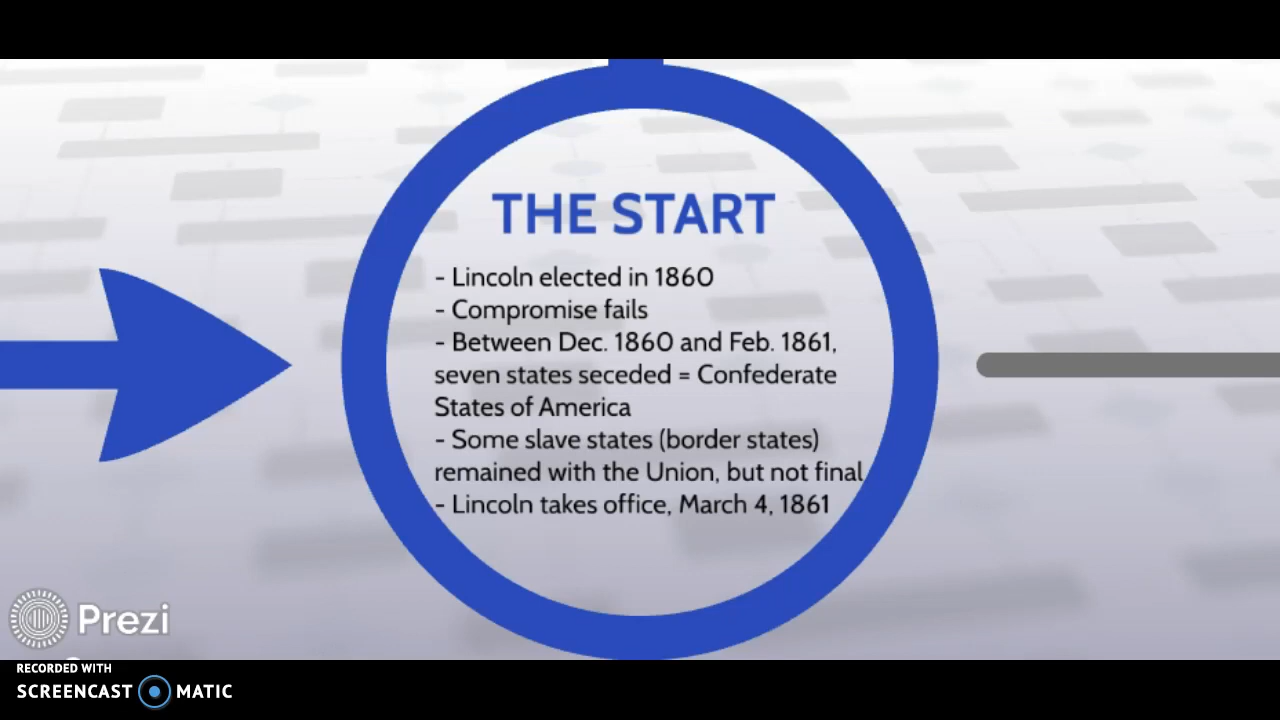 THE START
- Lincoln elected in 1860
- Compromise fails
- Between Dec. 1860 and Feb. 1861,
seven states seceded = Confederate
States of America
- Some slave states (border states)
remained with the Union, but not final
- Lincoln takes office, March 4, 1861
Prezi
RECORDED WITH
SCREENCAST MATIC